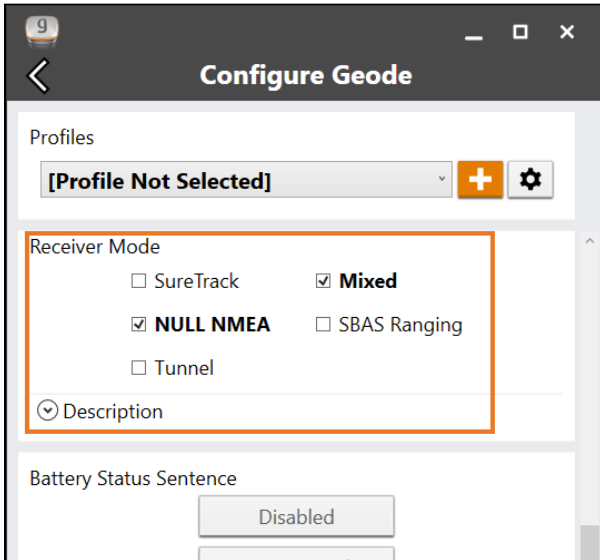 g
Configure Geode
Profiles
[Profile Not Selected]
Receiver Mode
SureTrack Mixed
NULL NMEA SBAS Ranging
Tunnel
Description
Battery Status Sentence
Disabled